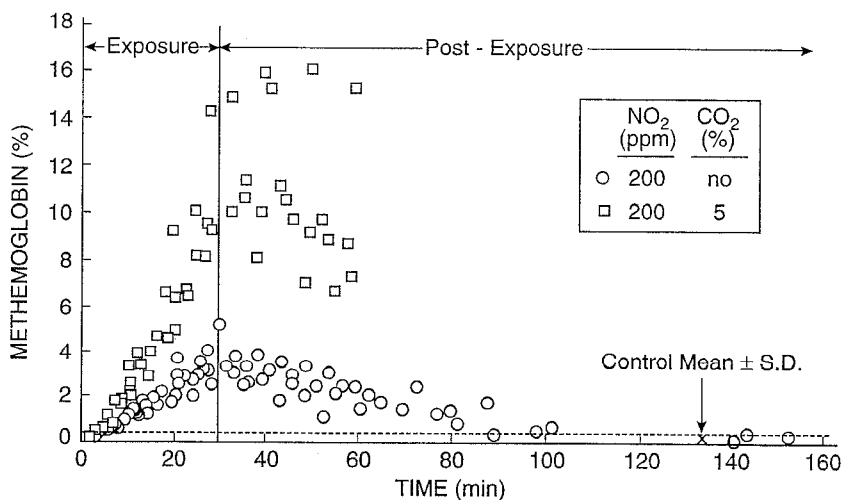 18
16
14
12
10
8
6
4
2
0
METHEMOGLOBIN (%)
Exposure
Post - Exposure
NO₂ CO₂
(ppm) (%)
200 no
200 5
Control Mean ± S.D.
0 20 40 60 80 100 120 140 160
TIME (min)